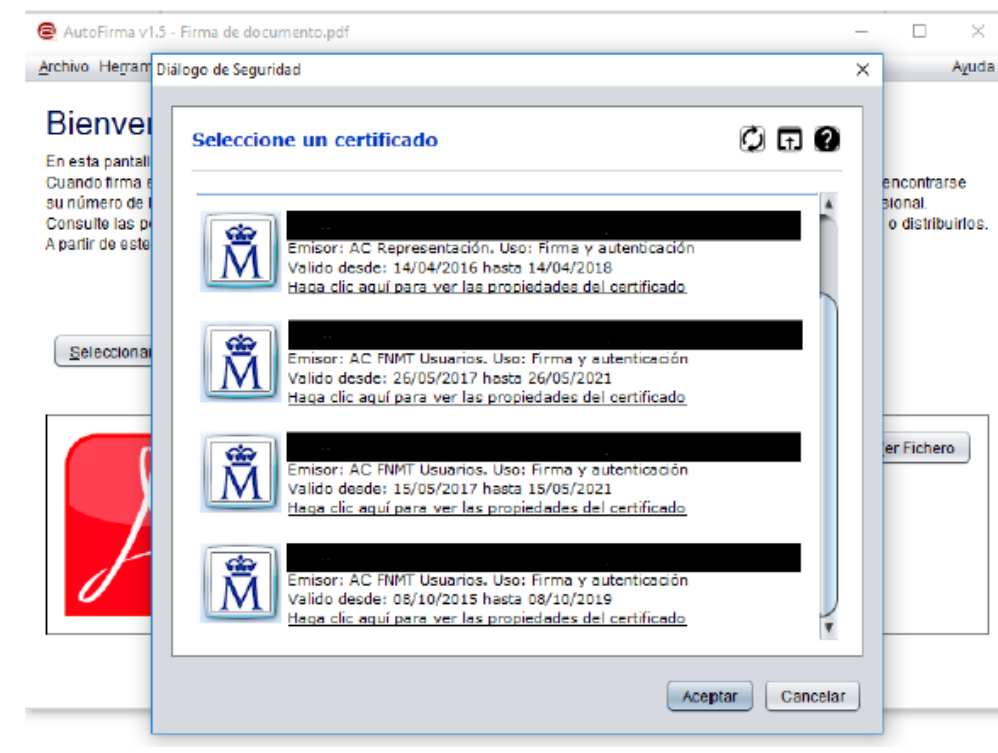 AutoFirma v1.5 - Firma de documento.pdf
Archivo Herram
Ayuda
Diálogo de Seguridad
Bienve
En esta pantall
Cuando firma e
encontrarse
su número de
sional.
Consulte las p
o distribuirlos.
A partir de este
Seleccionar
er Fichero
Seleccione un certificado
?
M
Emisor: AC Representación. Uso: Firma y autenticación
Valido desde: 14/04/2016 hasta 14/04/2018
Haga clic aquí para ver las propiedades del certificado
M
Emisor: AC FNMT Usuarios. Uso: Firma y autenticación
Valido desde: 26/05/2017 hasta 26/05/2021
Haga clic aquí para ver las propiedades del certificado
M
Emisor: AC FNMT Usuarios. Uso: Firma y autenticación
Valido desde: 15/05/2017 hasta 15/05/2021
Haga clic aquí para ver las propiedades del certificado
M
Emisor: AC FNMT Usuarios. Uso: Firma y autenticación
Valido desde: 08/10/2015 hasta 08/10/2019
Haga clic aquí para ver las propiedades del certificado
Aceptar
Cancelar